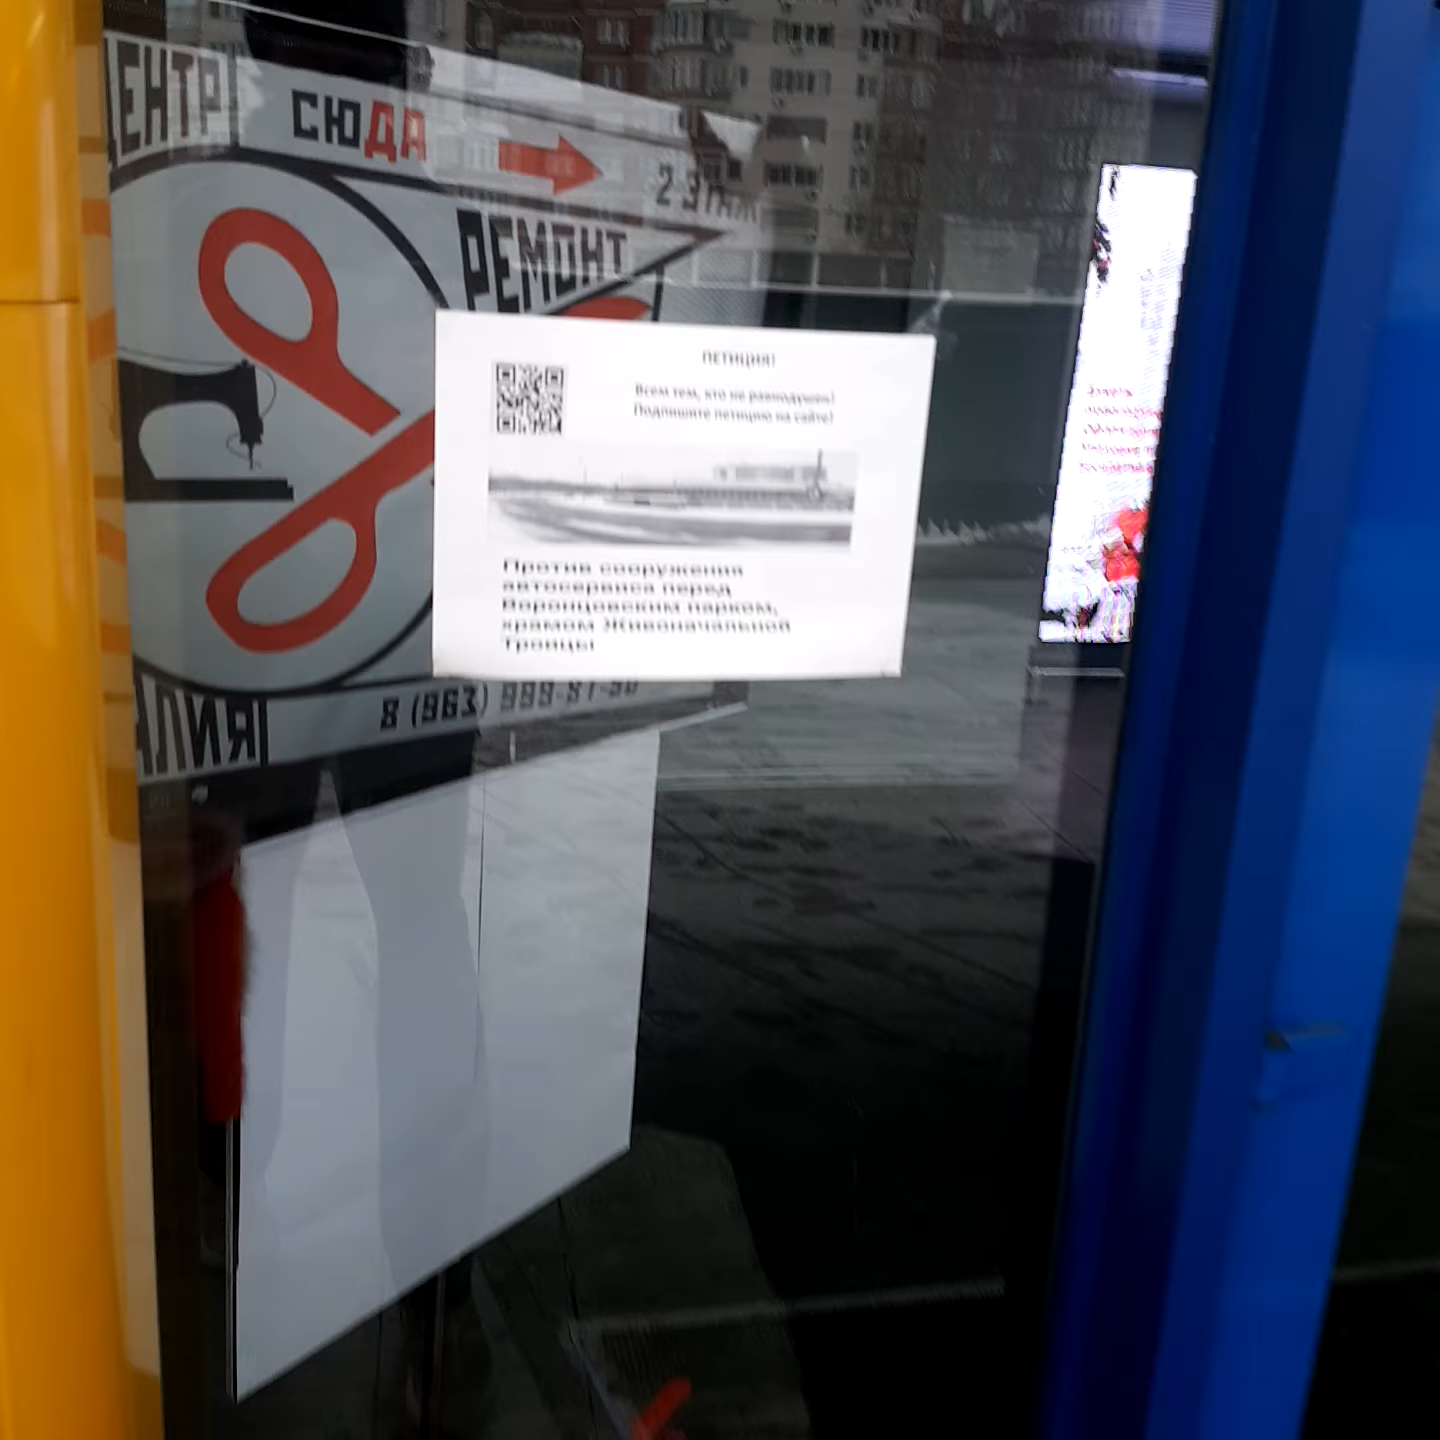 ЦЕНТР
СЮДА
2 ЭТАЖ
РЕМОНТ
ПЕТИЦИЯ!
Всем тем, кто не равнодушен!
Подпишите петицию на сайте!
Против сооружения
автосервиса перед
Воронцовским парком,
храмом Живоначальной
Троицы
АЛИЯ
8 (963) 999-81-30